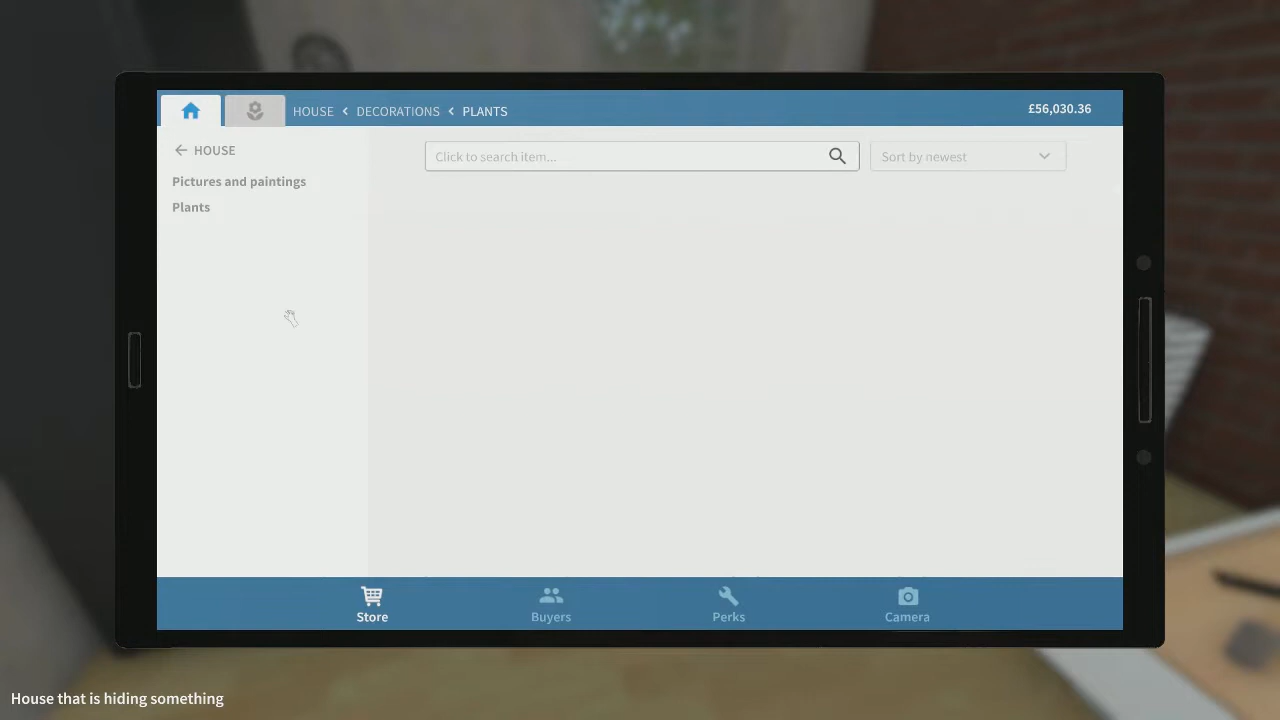 HOUSE < DECORATIONS < PLANTS
£56,030.36
HOUSE
Click to search item...
Sort by newest
Pictures and paintings
Plants
Store
Buyers
Perks
Camera
House that is hiding something